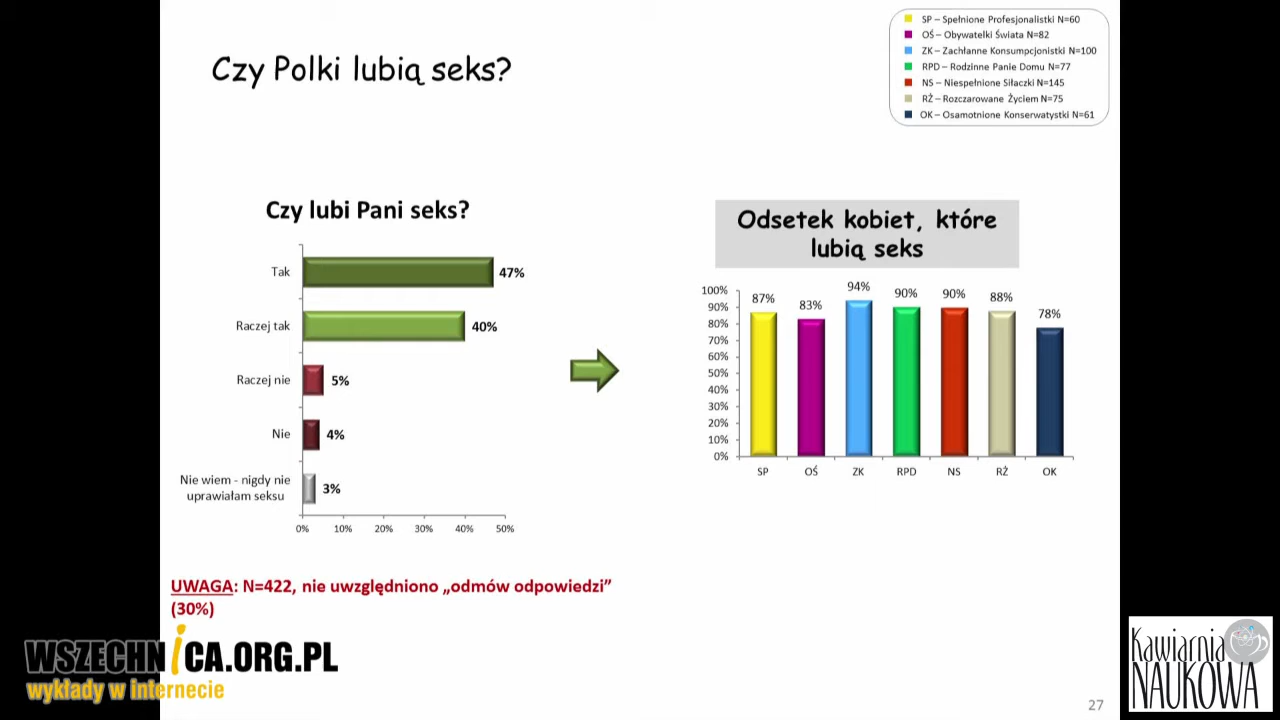 Czy Polki lubią seks?
SP – Spełnione Profesjonalistki N=60
OŚ – Obywatelki Świata N=82
ZK – Zachłanne Konsumpcjonistki N=100
RPD – Rodzinne Panie Domu N=77
NS – Niespełnione Siłaczki N=145
RŻ – Rozczarowane Życiem N=75
OK – Osamotnione Konserwatystki N=61
Czy lubi Pani seks?
Tak 47%
Raczej tak 40%
Raczej nie 5%
Nie 4%
Nie wiem - nigdy nie
uprawiałam seksu 3%
0% 10% 20% 30% 40% 50%
Odsetek kobiet, które
lubią seks
100%
90%
80%
70%
60%
50%
40%
30%
20%
10%
0%
87% 83% 94% 90% 90% 88% 78%
SP OŚ ZK RPD NS RŻ OK
UWAGA: N=422, nie uwzględniono „odmów odpowiedzi”
(30%)
WSZECHNICA.ORG.PL
wykłady w internecie
Kawiarnia
NAUKOWA
27